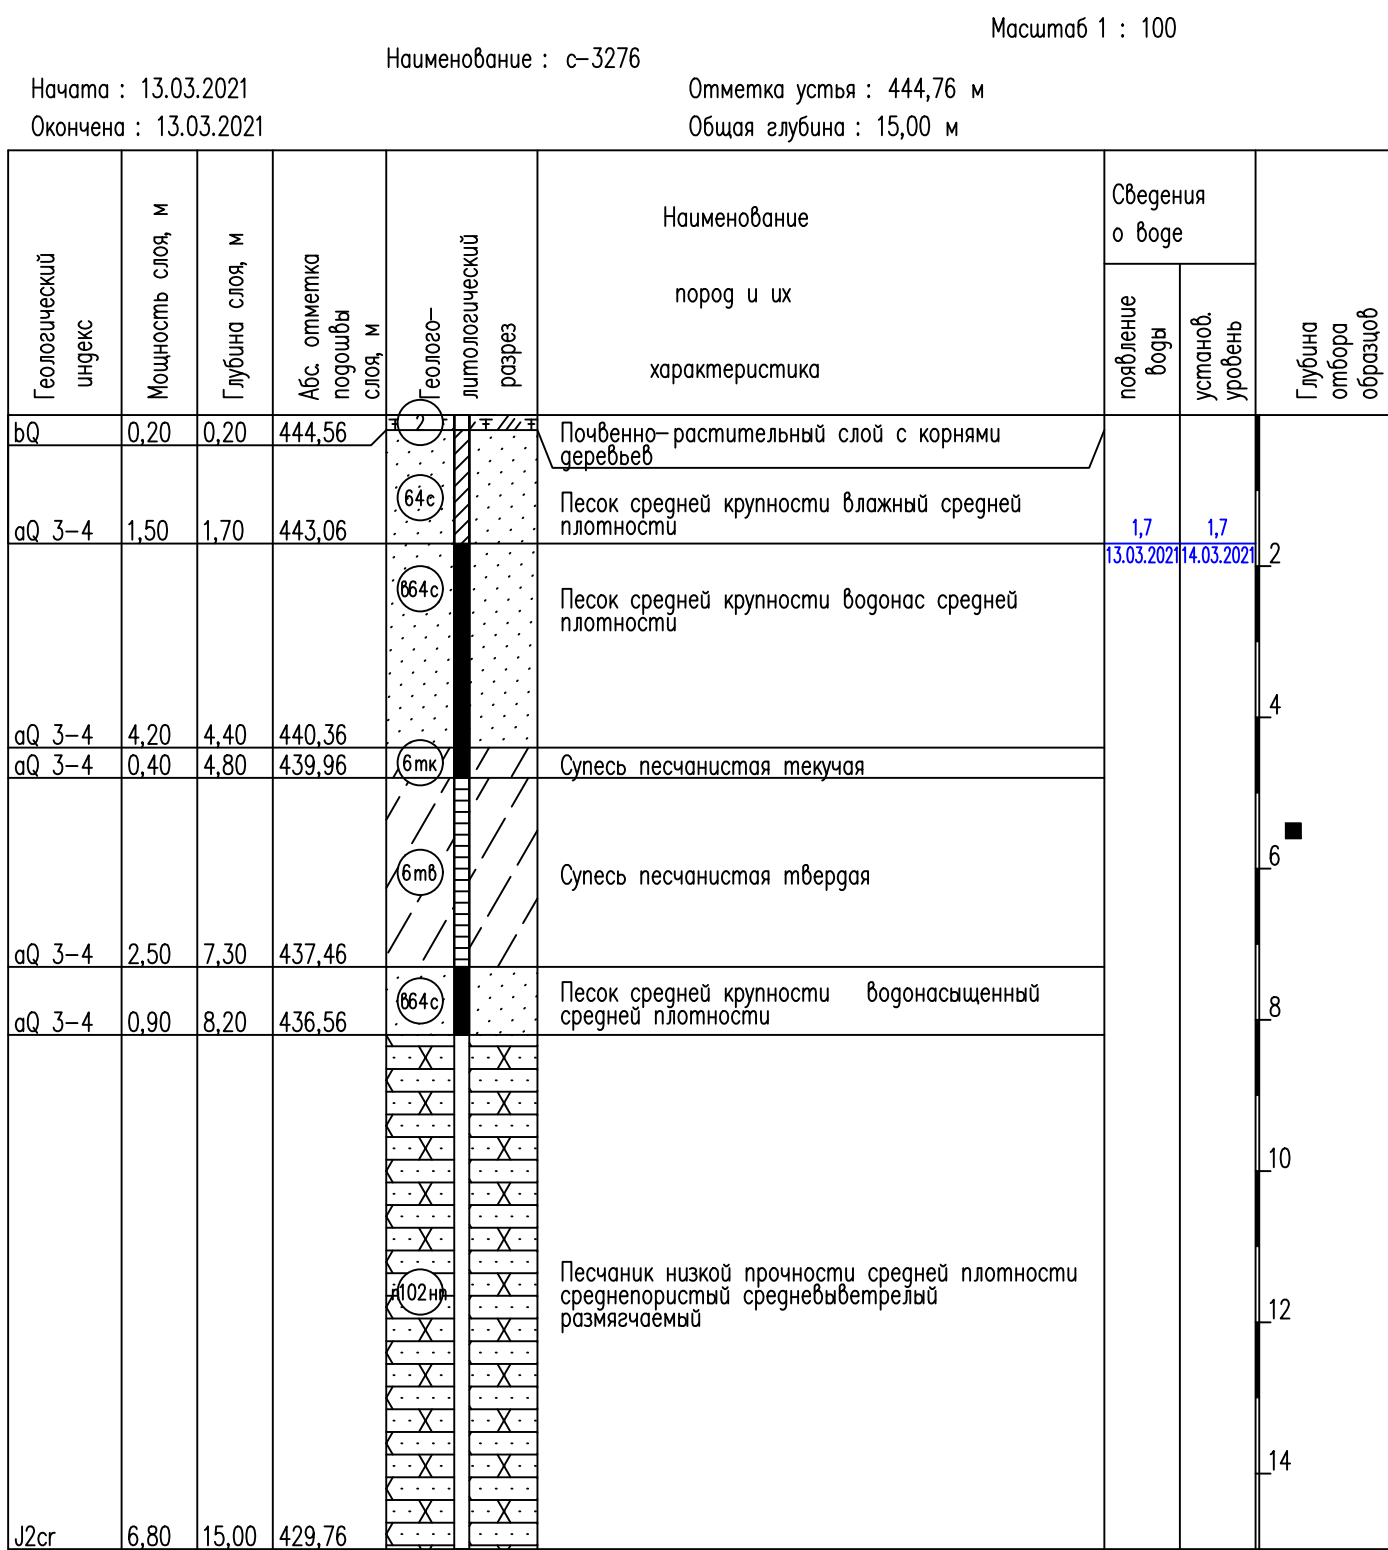 Масштаб 1 : 100
Наименование : с-3276
Начата : 13.03.2021
Отметка устья : 444,76 м
Окончена : 13.03.2021
Общая глубина : 15,00 м
Геологический
индекс
Мощность слоя, м
Глубина слоя, м
Абс. отметка
подошвы
слоя, м
Геолого-
литологический
разрез
Наименование
пород и их
характеристика
Сведения
о воде
появление
воды
установ.
уровень
Глубина
отбора
образцов
bQ 0,20 0,20 444,56 2 Почвенно-растительный слой с корнями
деревьев
64с
Песок средней крупности влажный средней
плотности
aQ 3-4 1,50 1,70 443,06
1,7 1,7
13.03.2021 14.03.2021
2
в64с
Песок средней крупности водонас средней
плотности
4
aQ 3-4 4,20 4,40 440,36
aQ 3-4 0,40 4,80 439,96 6тк Супесь песчанистая текучая
6
6тв Супесь песчанистая твердая
aQ 3-4 2,50 7,30 437,46
в64с
Песок средней крупности водонасыщенный
средней плотности
8
aQ 3-4 0,90 8,20 436,56
10
Песчаник низкой прочности средней плотности
среднепористый средневыветрелый
размягчаемый
12
14
J2cr 6,80 15,00 429,76